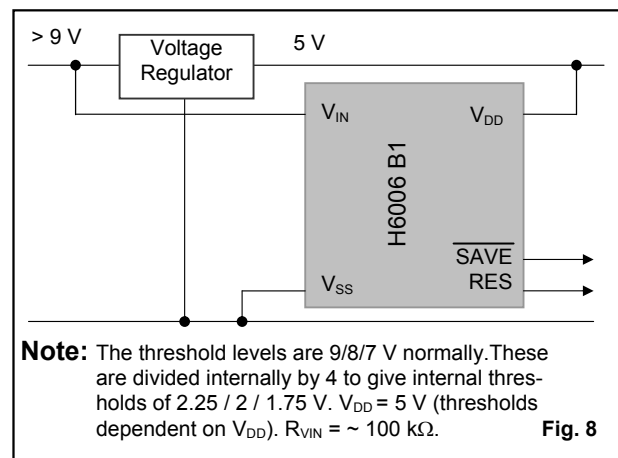 > 9 V
Voltage
Regulator
5 V
VIN
VDD
H6006 B1
SAVE
RES
VSS
Note: The threshold levels are 9/8/7 V normally.These
are divided internally by 4 to give internal thres-
holds of 2.25 / 2 / 1.75 V. VDD = 5 V (thresholds
dependent on VDD). RVIN = ~ 100 kΩ. Fig. 8